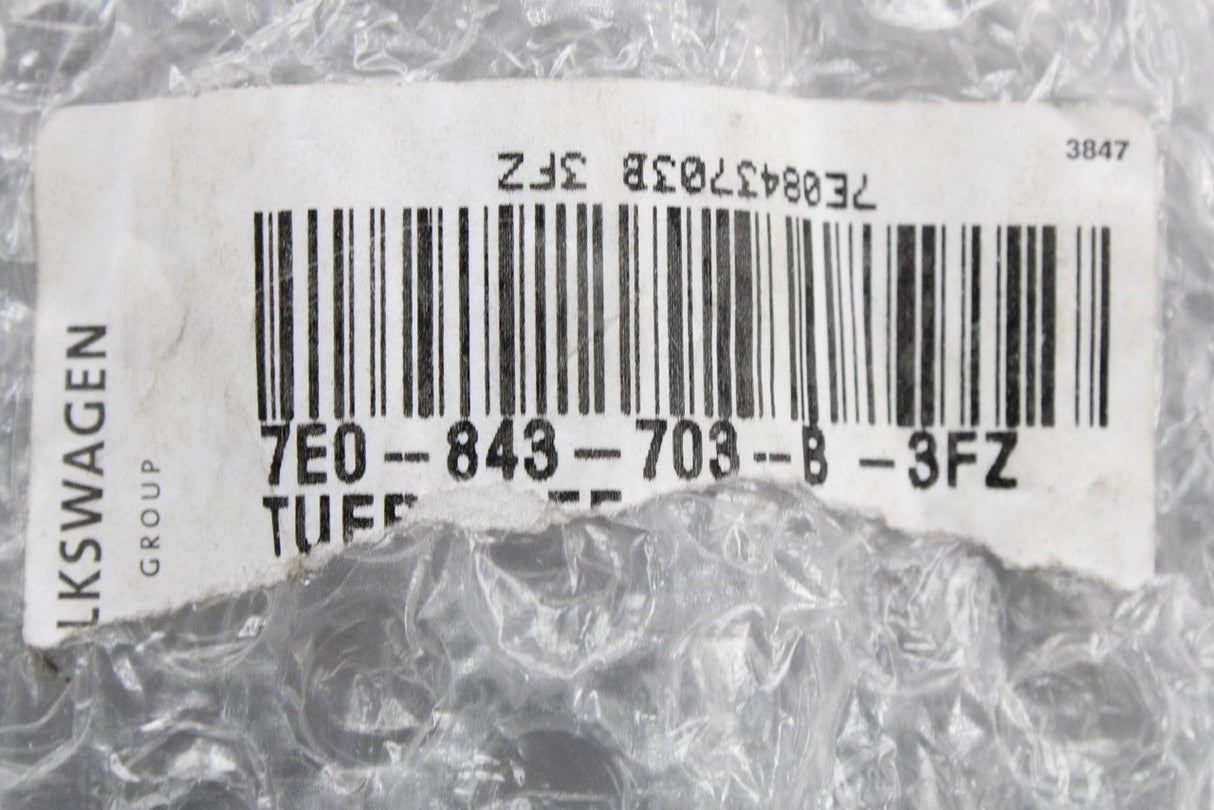 3847
7E0843703B 3FZ
7E0-843-703-B -3FZ
LKSWAGEN
GROUP